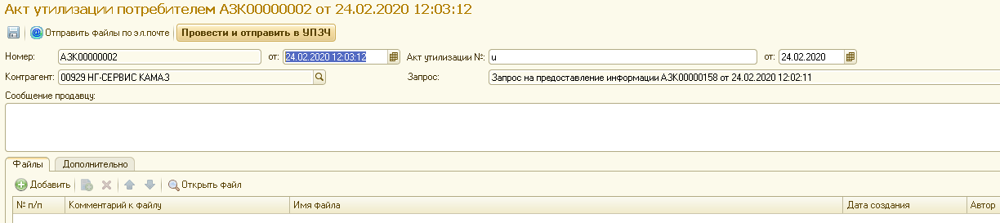 Акт утилизации потребителем АЗК00000002 от 24.02.2020 12:03:12
Отправить файлы по эл.почте Провести и отправить в УПЗЧ
Номер: АЗК00000002 от: 24.02.2020 12:03:12 Акт утилизации №: u от: 24.02.2020
Контрагент: 00929 НГ-СЕРВИС КАМАЗ Запрос: Запрос на предоставление информации АЗК00000158 от 24.02.2020 12:02:11
Сообщение продавцу:
Файлы Дополнительно
Добавить Открыть файл
№ п/п Комментарий к файлу Имя файла Дата создания Автор